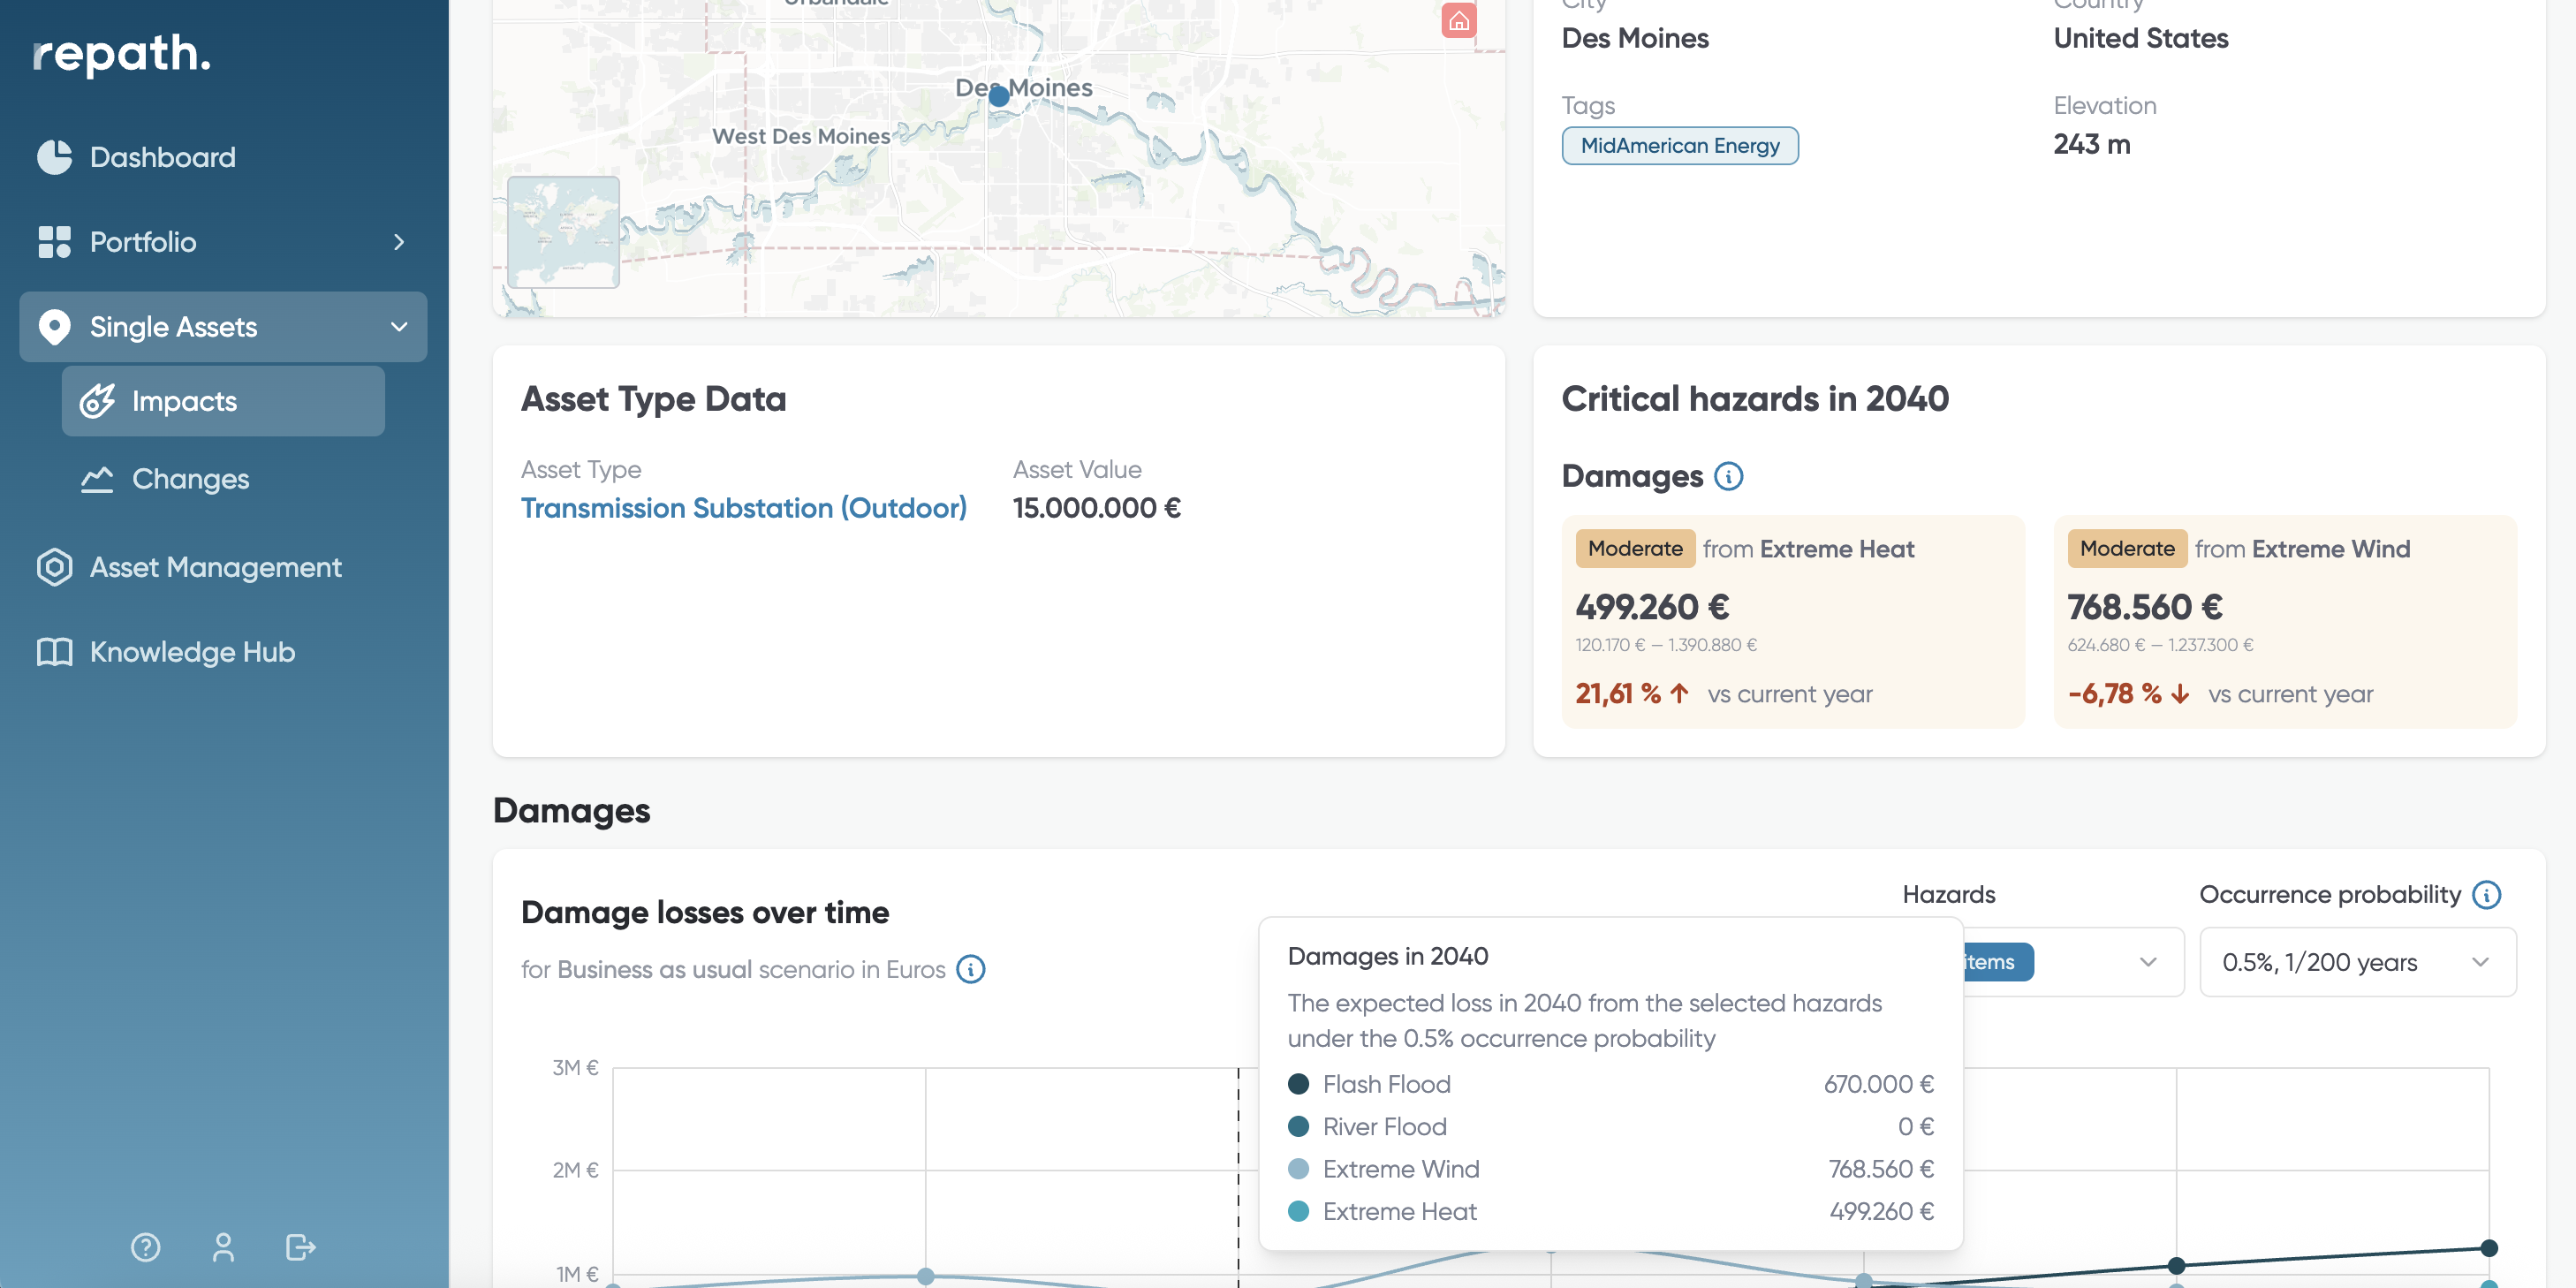 repath.
Dashboard
Portfolio
Single Assets
Impacts
Changes
Asset Management
Knowledge Hub
Des Moines
West Des Moines
City
Des Moines
Country
United States
Tags
MidAmerican Energy
Elevation
243 m
Asset Type Data
Asset Type
Transmission Substation (Outdoor)
Asset Value
15.000.000 €
Critical hazards in 2040
Damages
Moderate from Extreme Heat
499.260 €
120.170 € — 1.390.880 €
21,61 % ↑ vs current year
Moderate from Extreme Wind
768.560 €
624.680 € — 1.237.300 €
-6,78 % ↓ vs current year
Damages
Damage losses over time
for Business as usual scenario in Euros
Hazards
items
Occurrence probability
0.5%, 1/200 years
Damages in 2040
The expected loss in 2040 from the selected hazards
under the 0.5% occurrence probability
Flash Flood 670.000 €
River Flood 0 €
Extreme Wind 768.560 €
Extreme Heat 499.260 €
3M €
2M €
1M €